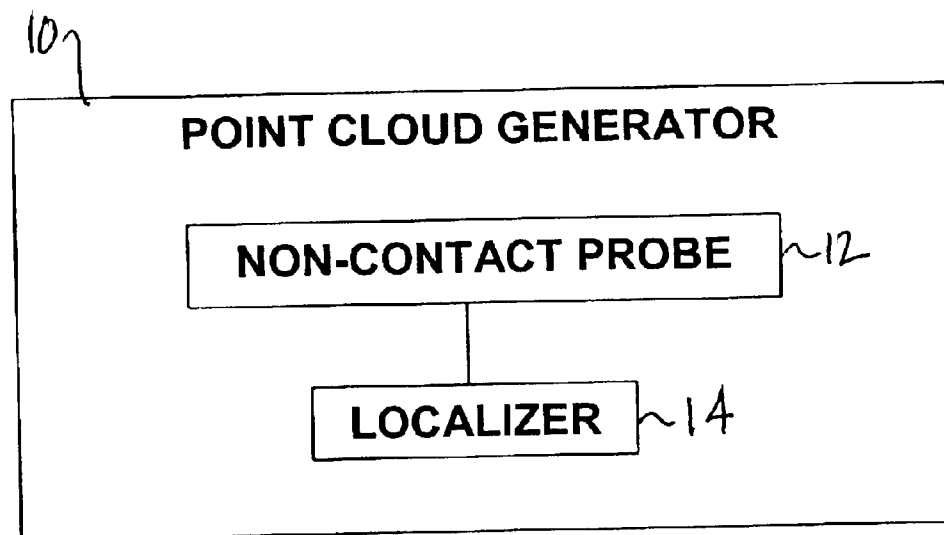 10
POINT CLOUD GENERATOR
NON-CONTACT PROBE 12
LOCALIZER 14